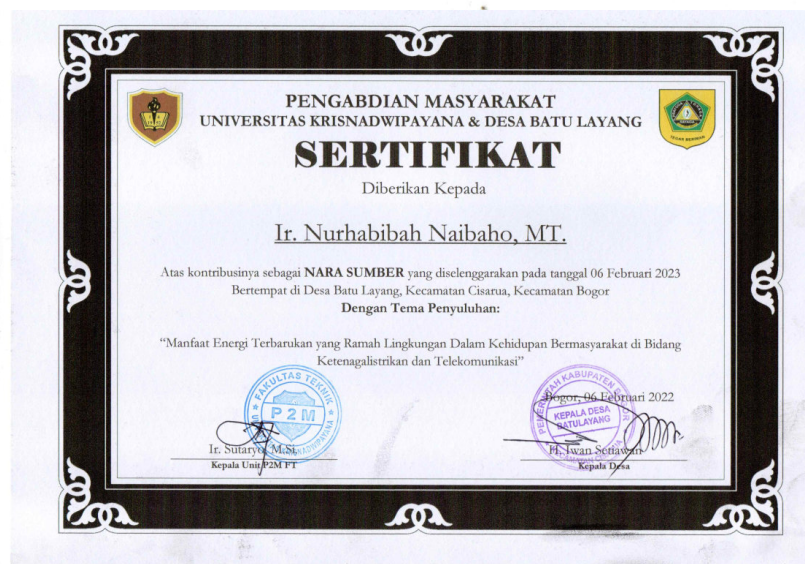 PENGABDIAN MASYARAKAT
UNIVERSITAS KRISNADWIPAYANA & DESA BATU LAYANG
SERTIFIKAT
Diberikan Kepada
Ir. Nurhabibah Naibaho, MT.
Atas kontribusinya sebagai NARA SUMBER yang diselenggarakan pada tanggal 06 Februari 2023
Bertempat di Desa Batu Layang, Kecamatan Cisarua, Kecamatan Bogor
Dengan Tema Penyuluhan:
“Manfaat Energi Terbarukan yang Ramah Lingkungan Dalam Kehidupan Bermasyarakat di Bidang
Ketenagalistrikan dan Telekomunikasi”
FAKULTAS TEKNIK
P2M
KRISNADWIPAYANA
Ir. Sutaryo, M.Si,
Kepala Unit P2M FT
Bogor, 06 Februari 2022
KABUPATEN
KEPALA DESA
BATULAYANG
H. Iwan Setiawan
Kepala Desa